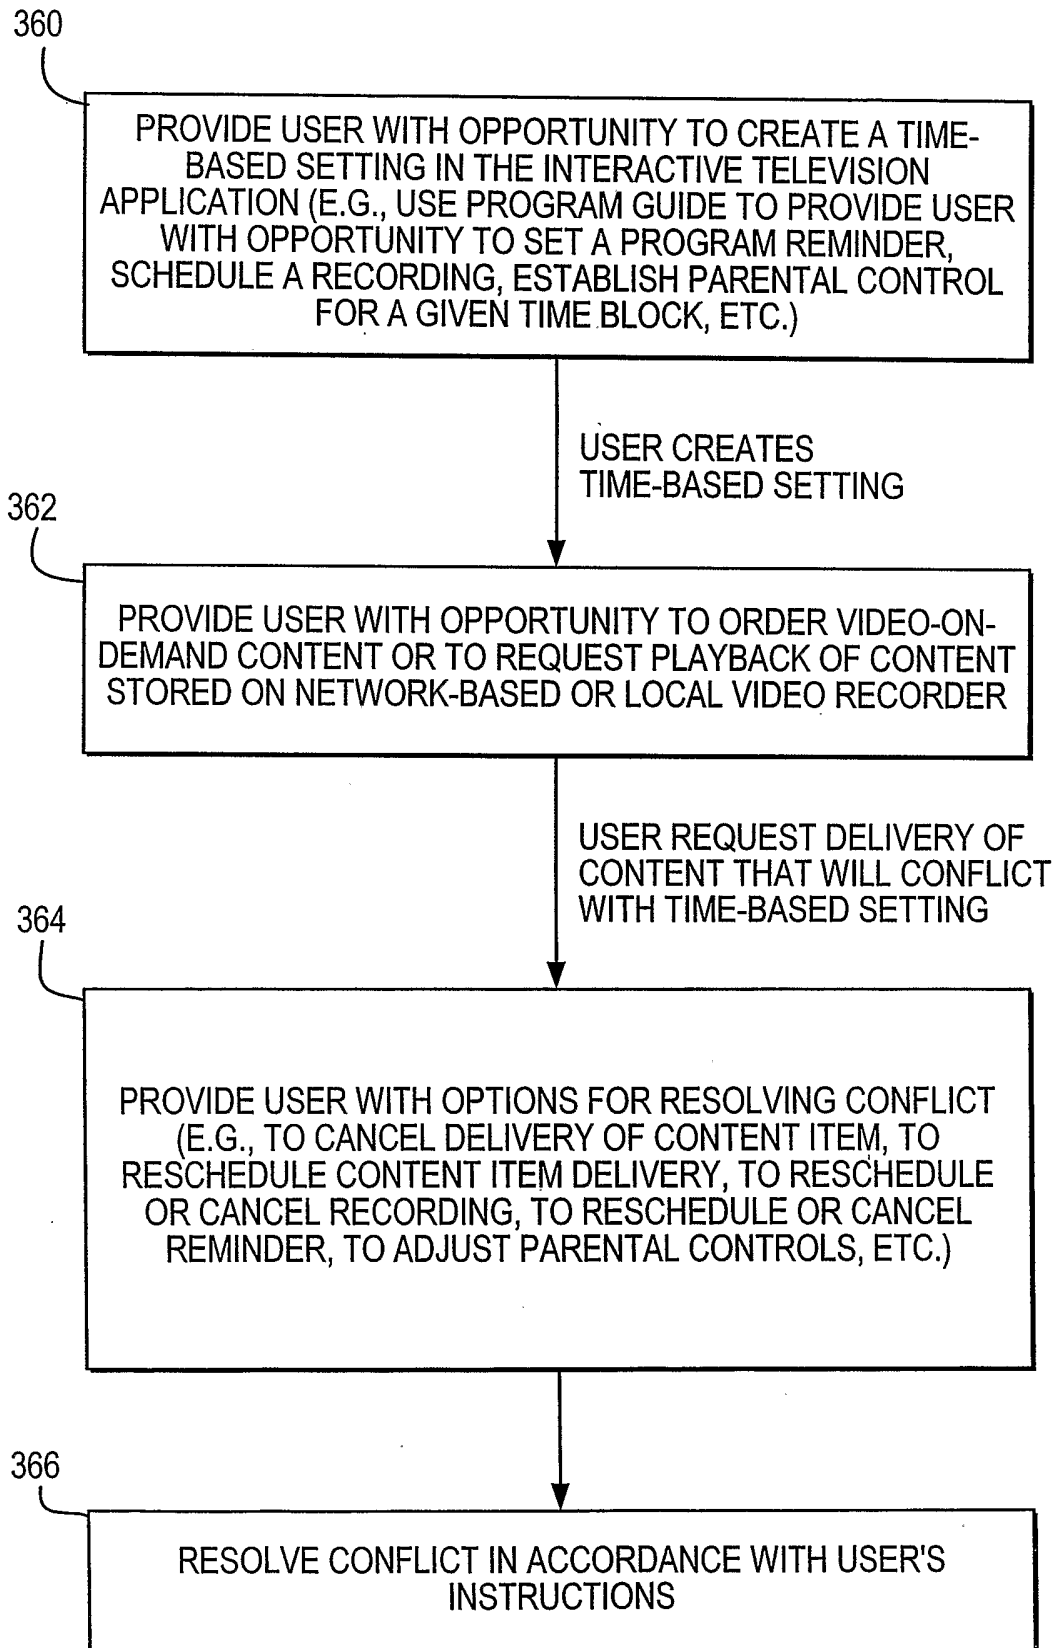 360
PROVIDE USER WITH OPPORTUNITY TO CREATE A TIME-
BASED SETTING IN THE INTERACTIVE TELEVISION
APPLICATION (E.G., USE PROGRAM GUIDE TO PROVIDE USER
WITH OPPORTUNITY TO SET A PROGRAM REMINDER,
SCHEDULE A RECORDING, ESTABLISH PARENTAL CONTROL
FOR A GIVEN TIME BLOCK, ETC.)
USER CREATES
TIME-BASED SETTING
362
PROVIDE USER WITH OPPORTUNITY TO ORDER VIDEO-ON-
DEMAND CONTENT OR TO REQUEST PLAYBACK OF CONTENT
STORED ON NETWORK-BASED OR LOCAL VIDEO RECORDER
USER REQUEST DELIVERY OF
CONTENT THAT WILL CONFLICT
WITH TIME-BASED SETTING
364
PROVIDE USER WITH OPTIONS FOR RESOLVING CONFLICT
(E.G., TO CANCEL DELIVERY OF CONTENT ITEM, TO
RESCHEDULE CONTENT ITEM DELIVERY, TO RESCHEDULE
OR CANCEL RECORDING, TO RESCHEDULE OR CANCEL
REMINDER, TO ADJUST PARENTAL CONTROLS, ETC.)
366
RESOLVE CONFLICT IN ACCORDANCE WITH USER'S
INSTRUCTIONS